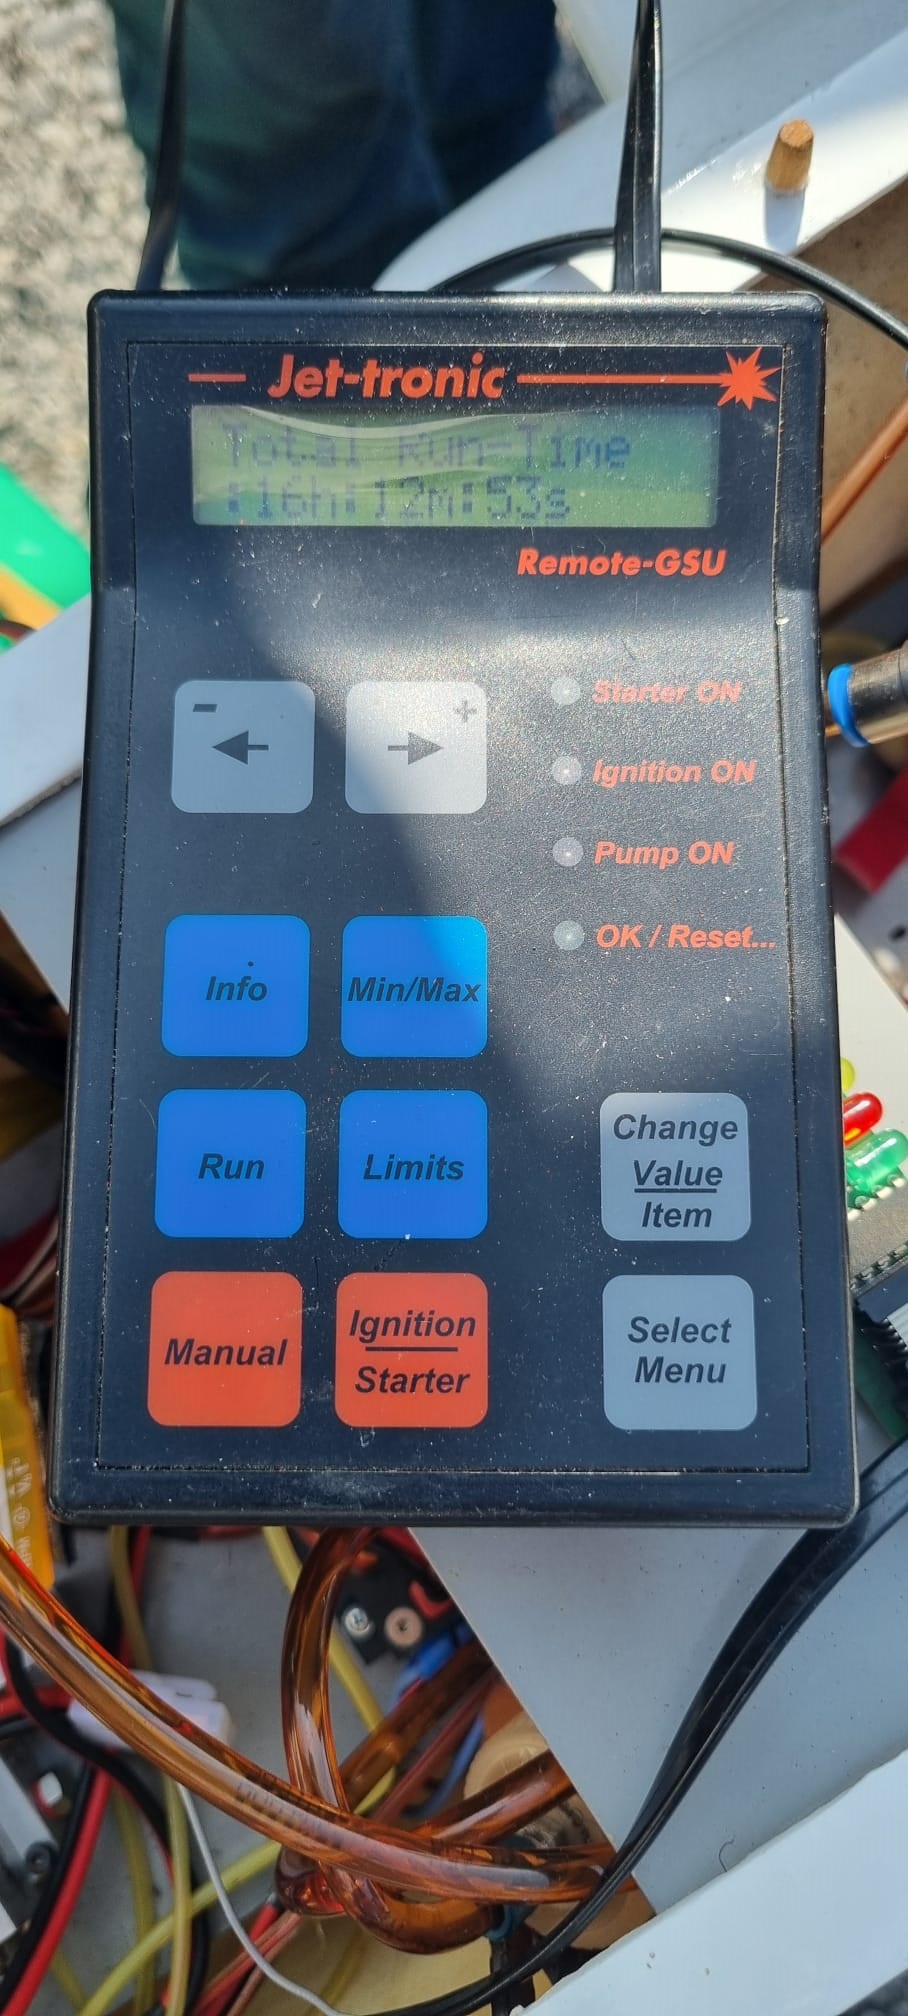 Jet-tronic
Total Run-Time
:16h:12m:53s
Remote-GSU
- +
← →
Starter ON
Ignition ON
Pump ON
OK / Reset...
Info Min/Max
Run Limits
Change
Value
Item
Manual
Ignition
Starter
Select
Menu